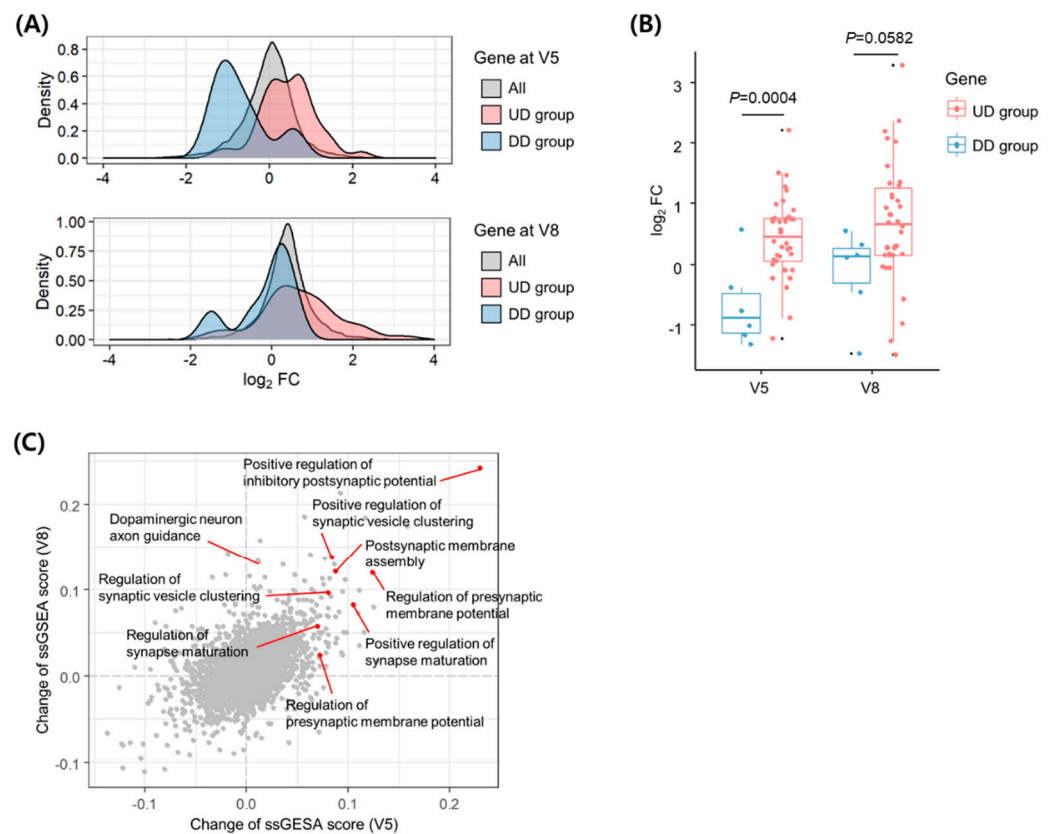 (A)
Density
0.8
0.6
0.4
0.2
0.0
-4
-2
0
2
4
Gene at V5
All
UD group
DD group
Density
1.00
0.75
0.50
0.25
0.00
-4
-2
0
2
4
log2 FC
Gene at V8
All
UD group
DD group
(B)
P=0.0582
P=0.0004
log2 FC
3
2
1
0
-1
V5
V8
Gene
UD group
DD group
(C)
Positive regulation of
inhibitory postsynaptic potential
Positive regulation of
synaptic vesicle clustering
Dopaminergic neuron
axon guidance
Postsynaptic membrane
assembly
Regulation of
synaptic vesicle clustering
Regulation of presynaptic
membrane potential
Regulation of
synapse maturation
Positive regulation of
synapse maturation
Regulation of
presynaptic membrane potential
Change of ssGSEA score (V8)
0.2
0.1
0.0
-0.1
-0.1
0.0
0.1
0.2
Change of ssGESA score (V5)